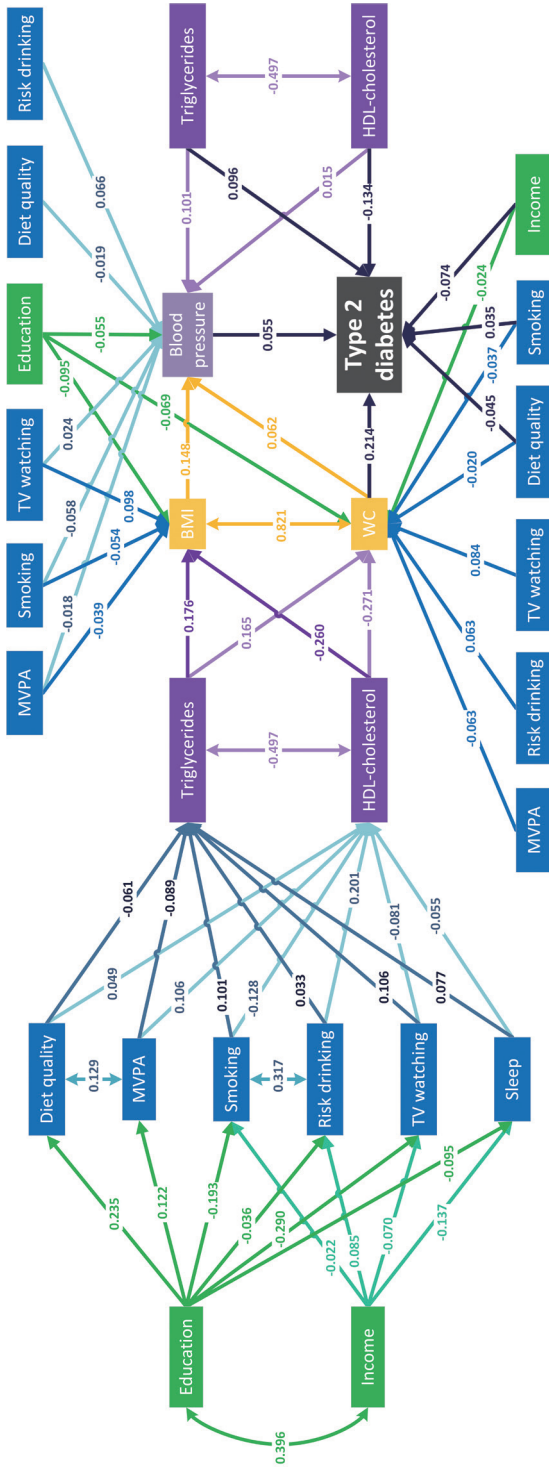 MVPA
Smoking
TV watching
Education
Diet quality
Risk drinking
-0.039
-0.018
-0.054
-0.058
0.098
0.024
-0.095
-0.069
-0.055
-0.019
0.066
Diet quality
0.129
MVPA
Smoking
0.317
Risk drinking
TV watching
Sleep
Education
0.396
Income
0.235
0.122
-0.193
-0.036
-0.290
-0.095
-0.022
0.085
-0.070
-0.137
-0.061
0.049
-0.089
0.106
0.101
-0.128
0.033
0.201
0.106
-0.081
0.077
-0.055
Triglycerides
-0.497
HDL-cholesterol
0.176
0.165
-0.260
-0.271
BMI
0.821
WC
0.148
0.062
0.214
Blood
pressure
0.055
Type 2
diabetes
0.101
0.096
0.015
-0.134
Triglycerides
-0.497
HDL-cholesterol
-0.063
0.063
0.084
-0.020
-0.045
-0.037
0.035
-0.024
-0.074
MVPA
Risk drinking
TV watching
Diet quality
Smoking
Income